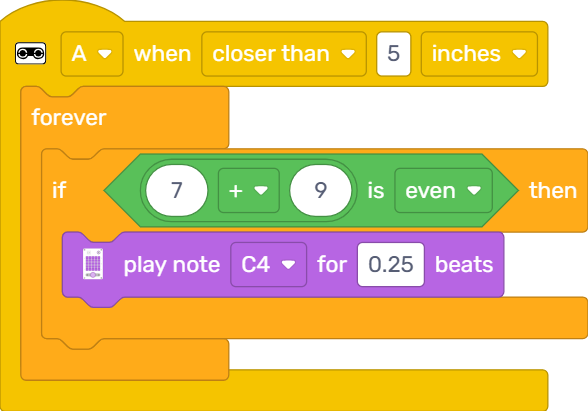 A when closer than 5 inches
forever
if 7 + 9 is even then
play note C4 for 0.25 beats